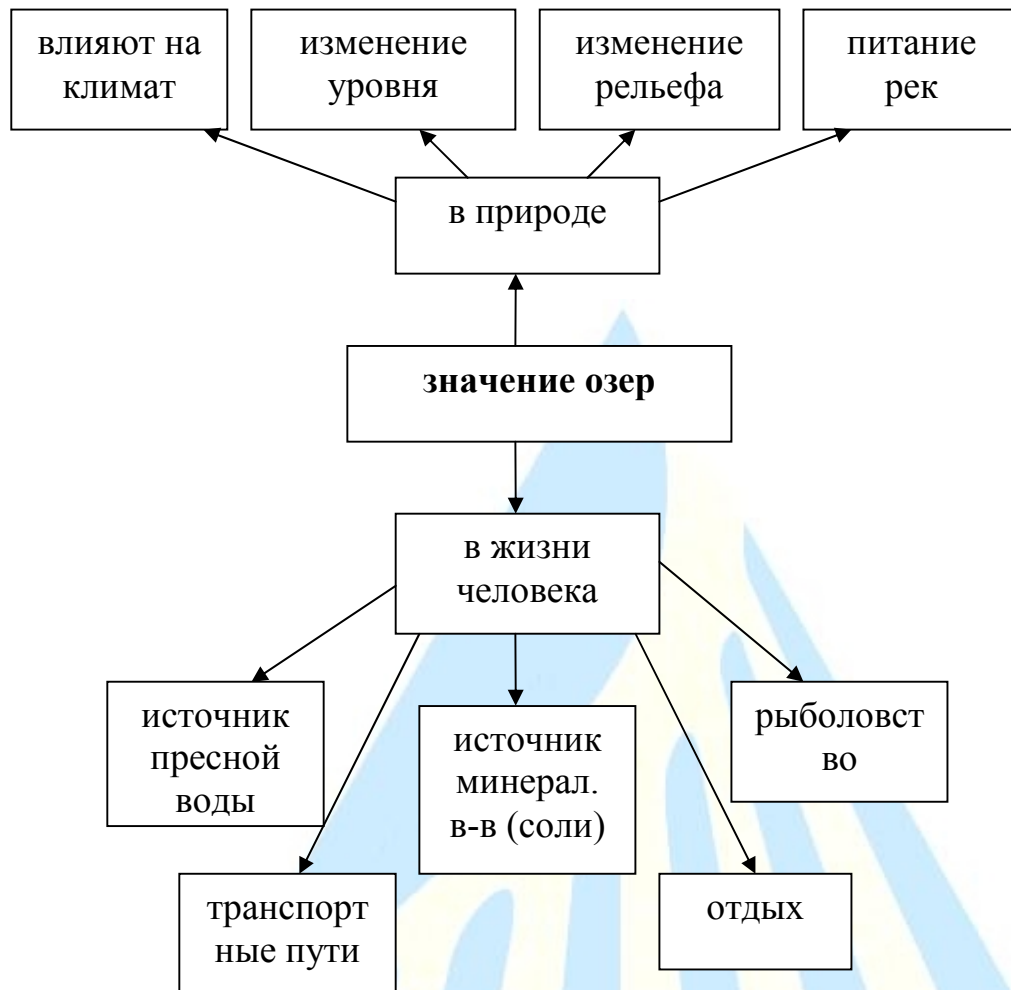 влияют на
климат
изменение
уровня
изменение
рельефа
питание
рек
в природе
значение озер
в жизни
человека
источник
пресной
воды
источник
минерал.
в-в (соли)
рыболовст
во
транспорт
ные пути
отдых